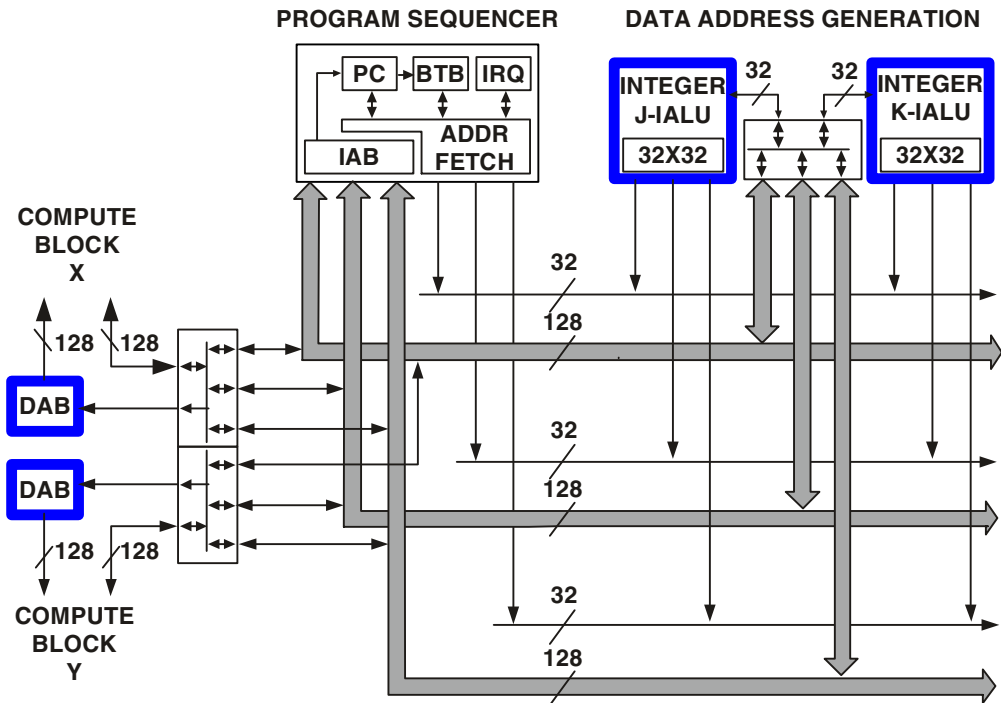 PROGRAM SEQUENCER
DATA ADDRESS GENERATION
PC
BTB
IRQ
ADDR
FETCH
IAB
INTEGER
J-IALU
32X32
32
32
INTEGER
K-IALU
32X32
COMPUTE
BLOCK
X
128
128
DAB
DAB
128
128
COMPUTE
BLOCK
Y
32
128
32
128
32
128